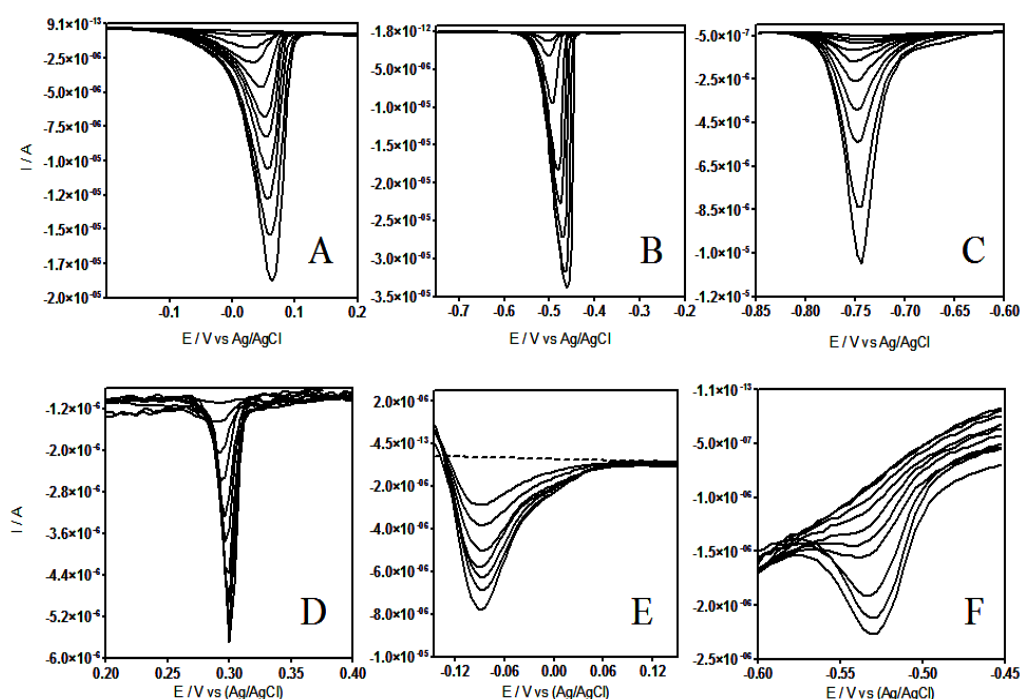 9.1×10⁻¹³
-2.5×10⁻⁰⁶
-5.0×10⁻⁰⁶
-7.5×10⁻⁰⁶
-1.0×10⁻⁰⁵
-1.3×10⁻⁰⁵
-1.5×10⁻⁰⁵
-1.7×10⁻⁰⁵
-2.0×10⁻⁰⁵
I / A
A
-0.1 -0.0 0.1 0.2
E / V vs Ag/AgCl
-1.8×10⁻¹²
-5.0×10⁻⁰⁶
-1.0×10⁻⁰⁵
-1.5×10⁻⁰⁵
-2.0×10⁻⁰⁵
-2.5×10⁻⁰⁵
-3.0×10⁻⁰⁵
-3.5×10⁻⁰⁵
B
-0.7 -0.6 -0.5 -0.4 -0.3 -0.2
E / V vs Ag/AgCl
-5.0×10⁻⁷
-2.5×10⁻⁶
-4.5×10⁻⁶
-6.5×10⁻⁶
-8.5×10⁻⁶
-1.0×10⁻⁵
-1.2×10⁻⁵
C
-0.85 -0.80 -0.75 -0.70 -0.65 -0.60
E / V vs Ag/AgCl
-1.2×10⁻⁶
-2.0×10⁻⁶
-2.8×10⁻⁶
-3.6×10⁻⁶
-4.4×10⁻⁶
-5.2×10⁻⁶
-6.0×10⁻⁶
I / A
D
0.20 0.25 0.30 0.35 0.40
E / V vs (Ag/AgCl)
2.0×10⁻⁰⁶
-4.5×10⁻¹³
-2.0×10⁻⁰⁶
-4.0×10⁻⁰⁶
-6.0×10⁻⁰⁶
-8.0×10⁻⁰⁶
-1.0×10⁻⁰⁵
E
-0.14 -0.06 0.00 0.06 0.14
E / V vs (Ag/AgCl)
-1.1×10⁻¹³
-5.0×10⁻⁰⁷
-1.0×10⁻⁰⁶
-1.5×10⁻⁰⁶
-2.0×10⁻⁰⁶
-2.5×10⁻⁰⁶
F
-0.60 -0.55 -0.50 -0.45
E / V vs (Ag/AgCl)